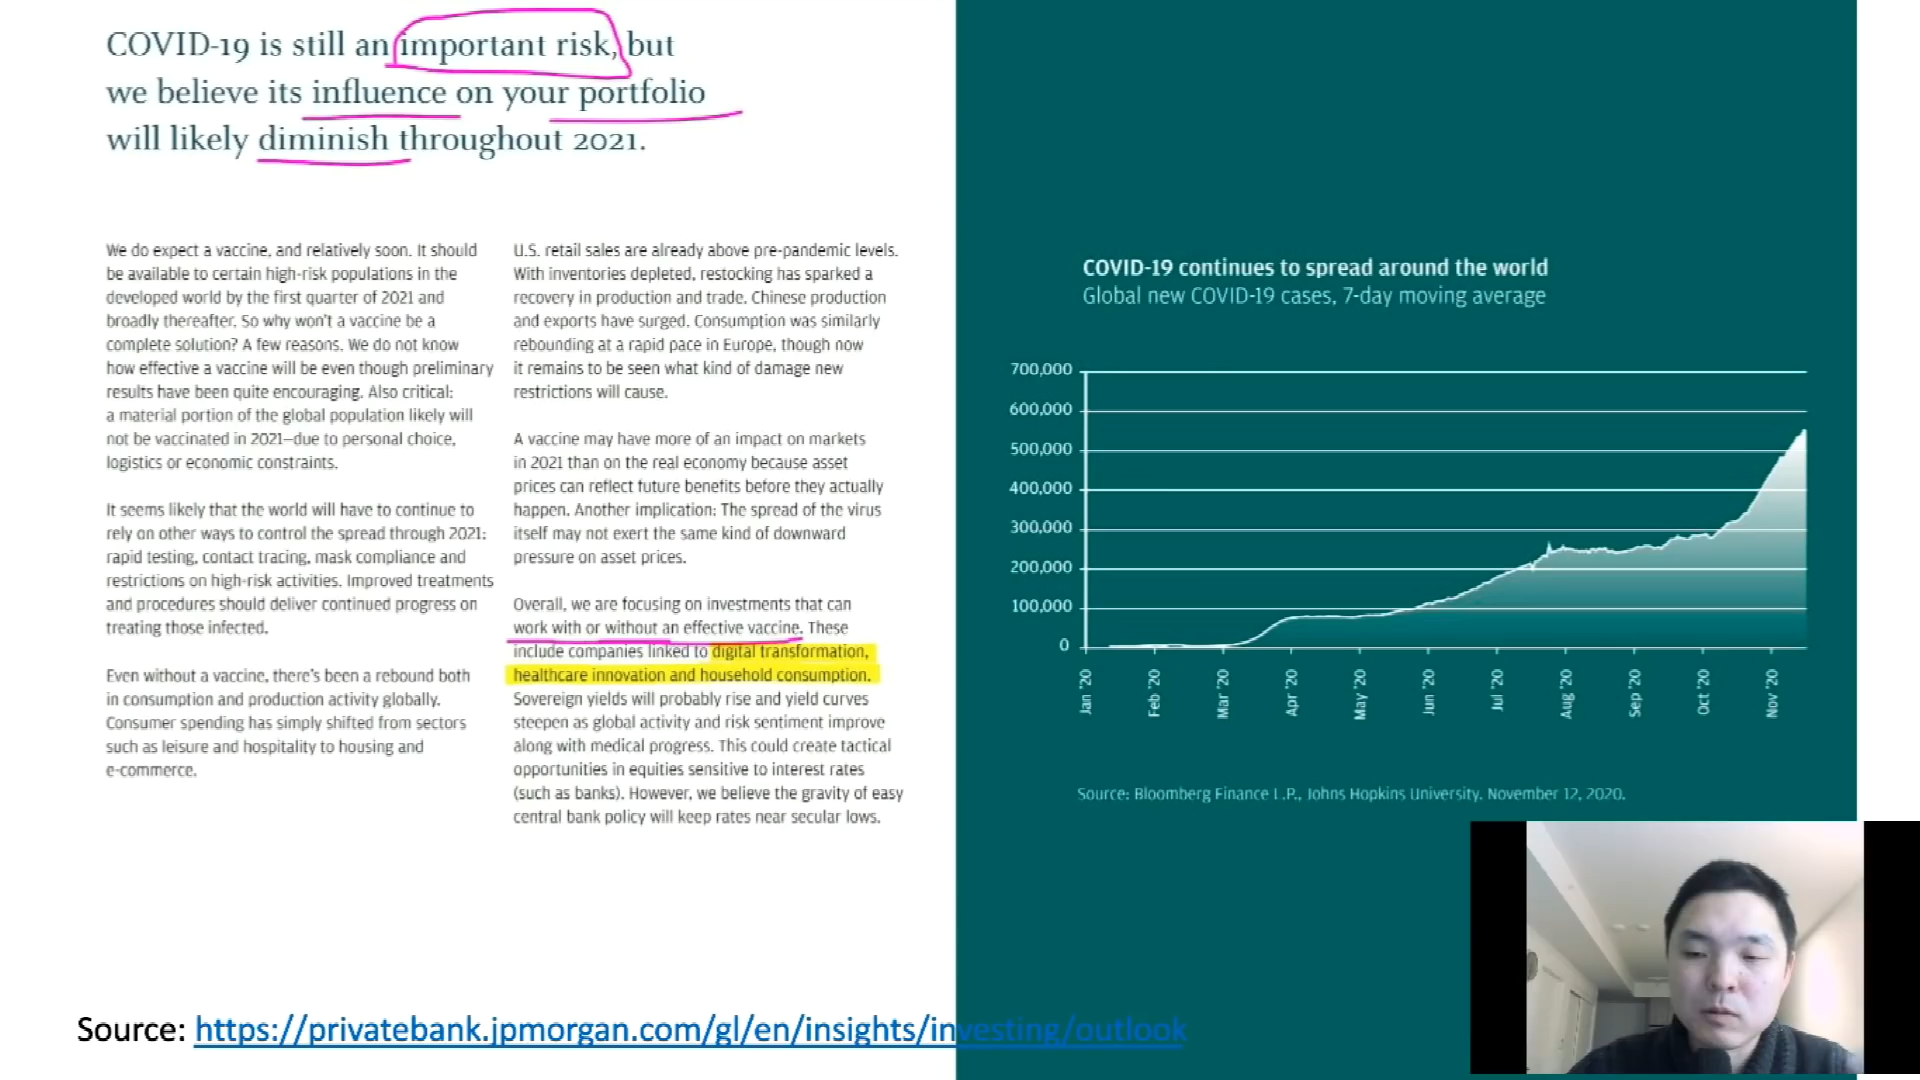 COVID-19 is still an important risk, but
we believe its influence on your portfolio
will likely diminish throughout 2021.
We do expect a vaccine, and relatively soon. It should
be available to certain high-risk populations in the
developed world by the first quarter of 2021 and
broadly thereafter. So why won't a vaccine be a
complete solution? A few reasons. We do not know
how effective a vaccine will be even though preliminary
results have been quite encouraging. Also critical:
a material portion of the global population likely will
not be vaccinated in 2021—due to personal choice,
logistics or economic constraints.
It seems likely that the world will have to continue to
rely on other ways to control the spread through 2021:
rapid testing, contact tracing, mask compliance and
restrictions on high-risk activities. Improved treatments
and procedures should deliver continued progress on
treating those infected.
Even without a vaccine, there's been a rebound both
in consumption and production activity globally.
Consumer spending has simply shifted from sectors
such as leisure and hospitality to housing and
e-commerce.
U.S. retail sales are already above pre-pandemic levels.
With inventories depleted, restocking has sparked a
recovery in production and trade. Chinese production
and exports have surged. Consumption was similarly
rebounding at a rapid pace in Europe, though now
it remains to be seen what kind of damage new
restrictions will cause.
A vaccine may have more of an impact on markets
in 2021 than on the real economy because asset
prices can reflect future benefits before they actually
happen. Another implication: The spread of the virus
itself may not exert the same kind of downward
pressure on asset prices.
Overall, we are focusing on investments that can
work with or without an effective vaccine. These
include companies linked to digital transformation,
healthcare innovation and household consumption.
Sovereign yields will probably rise and yield curves
steepen as global activity and risk sentiment improve
along with medical progress. This could create tactical
opportunities in equities sensitive to interest rates
(such as banks). However, we believe the gravity of easy
central bank policy will keep rates near secular lows.
COVID-19 continues to spread around the world
Global new COVID-19 cases, 7-day moving average
700,000
600,000
500,000
400,000
300,000
200,000
100,000
0
Jan '20
Feb '20
Mar '20
Apr '20
May '20
Jun '20
Jul '20
Aug '20
Sep '20
Oct '20
Nov '20
Source: Bloomberg Finance L.P., Johns Hopkins University. November 12, 2020.
Source: https://privatebank.jpmorgan.com/gl/en/insights/investing/outlook